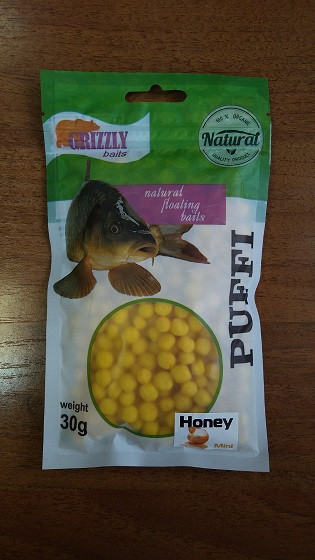 GRIZZLY
baits
100 % ORGANIC
Natural
QUALITY PRODUCT
natural
floating
baits
PUFFI
weight
30g
Honey
Mini